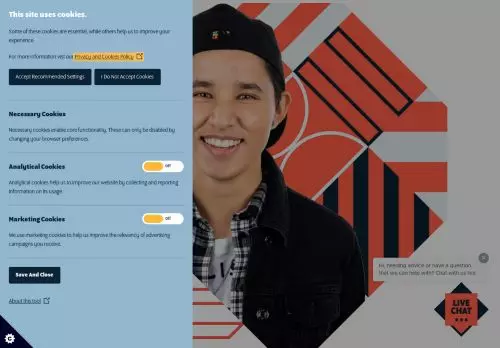 This site uses cookies.
Some of these cookies are essential, while others help us to improve your
experience.
For more information visit our Privacy and Cookies Policy
Accept Recommended Settings
I Do Not Accept Cookies
Necessary Cookies
Necessary cookies enable core functionality. These can only be disabled by
changing your browser preferences.
Analytical Cookies
Off
Analytical cookies help us to improve our website by collecting and reporting
information on its usage.
Marketing Cookies
Off
We use marketing cookies to help us improve the relevancy of advertising
campaigns you receive.
Save And Close
About this tool
Hi, needing advice or have a question
that we can help with? Chat with us here
LIVE
CHAT